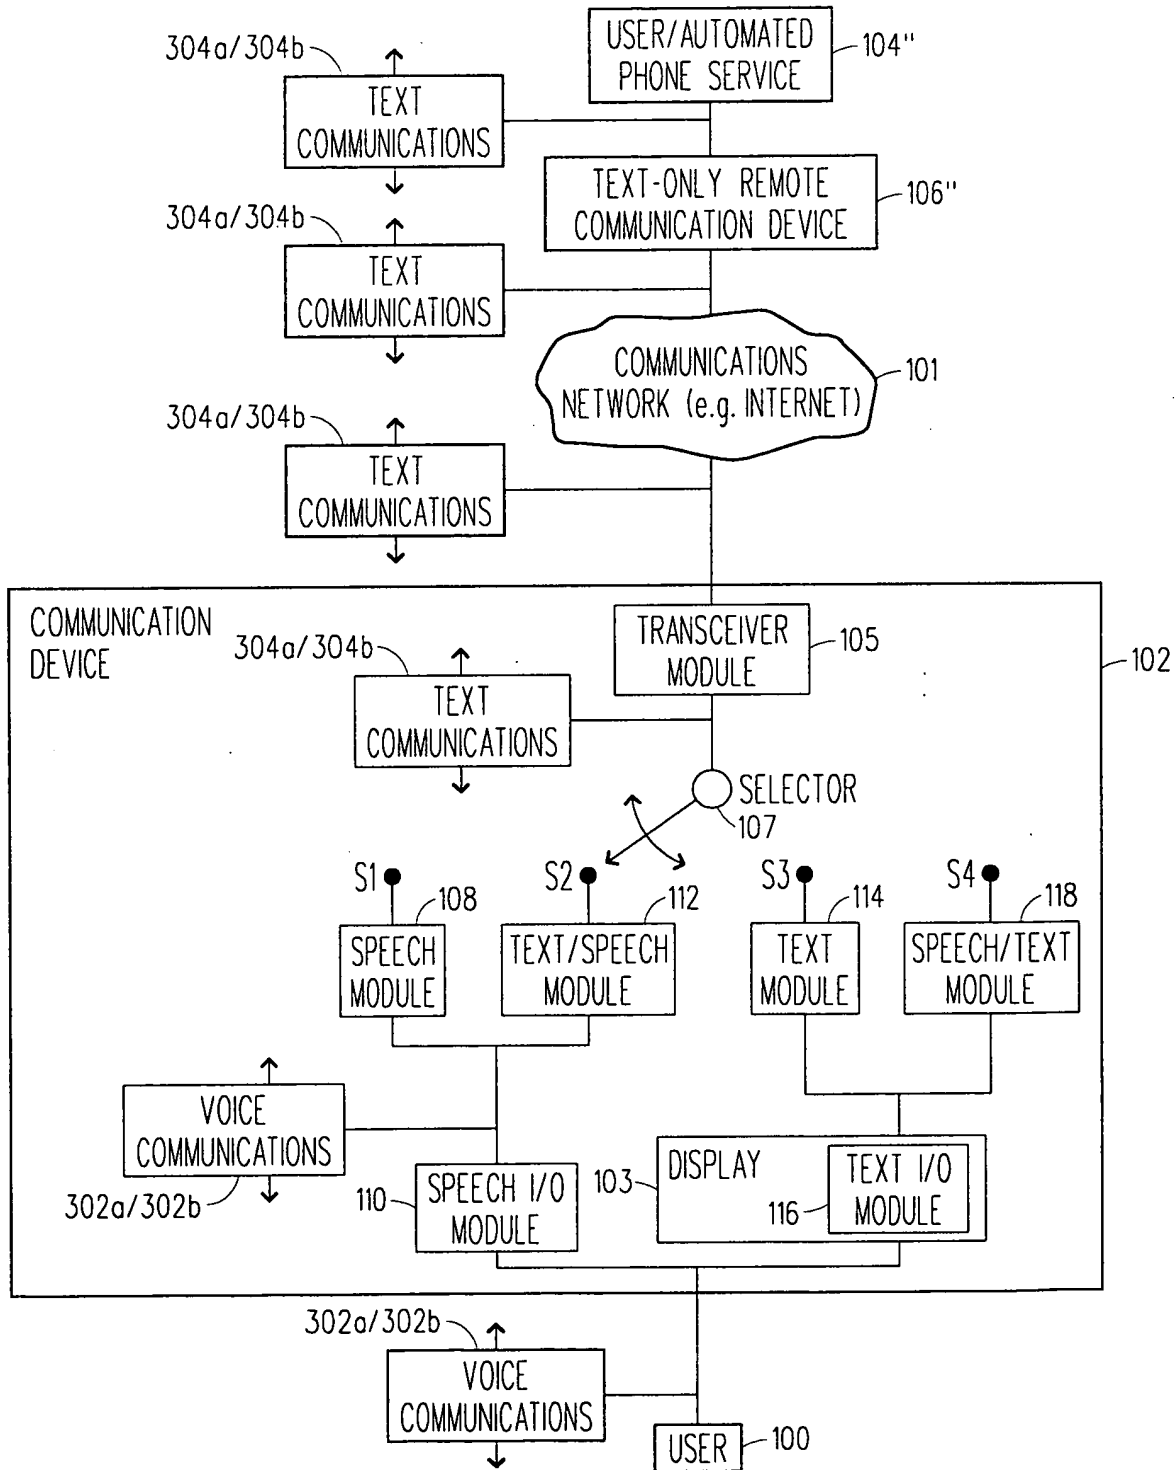 304a/304b
USER/AUTOMATED
PHONE SERVICE
104"
TEXT
COMMUNICATIONS
304a/304b
TEXT-ONLY REMOTE
COMMUNICATION DEVICE
106"
TEXT
COMMUNICATIONS
COMMUNICATIONS
NETWORK (e.g. INTERNET)
101
304a/304b
TEXT
COMMUNICATIONS
COMMUNICATION
DEVICE
TRANSCEIVER
MODULE
105
102
304a/304b
TEXT
COMMUNICATIONS
SELECTOR
107
S1
S2
S3
S4
108
112
114
118
SPEECH
MODULE
TEXT/SPEECH
MODULE
TEXT
MODULE
SPEECH/TEXT
MODULE
VOICE
COMMUNICATIONS
302a/302b
110
SPEECH I/O
MODULE
103
DISPLAY
116
TEXT I/O
MODULE
302a/302b
VOICE
COMMUNICATIONS
USER
100